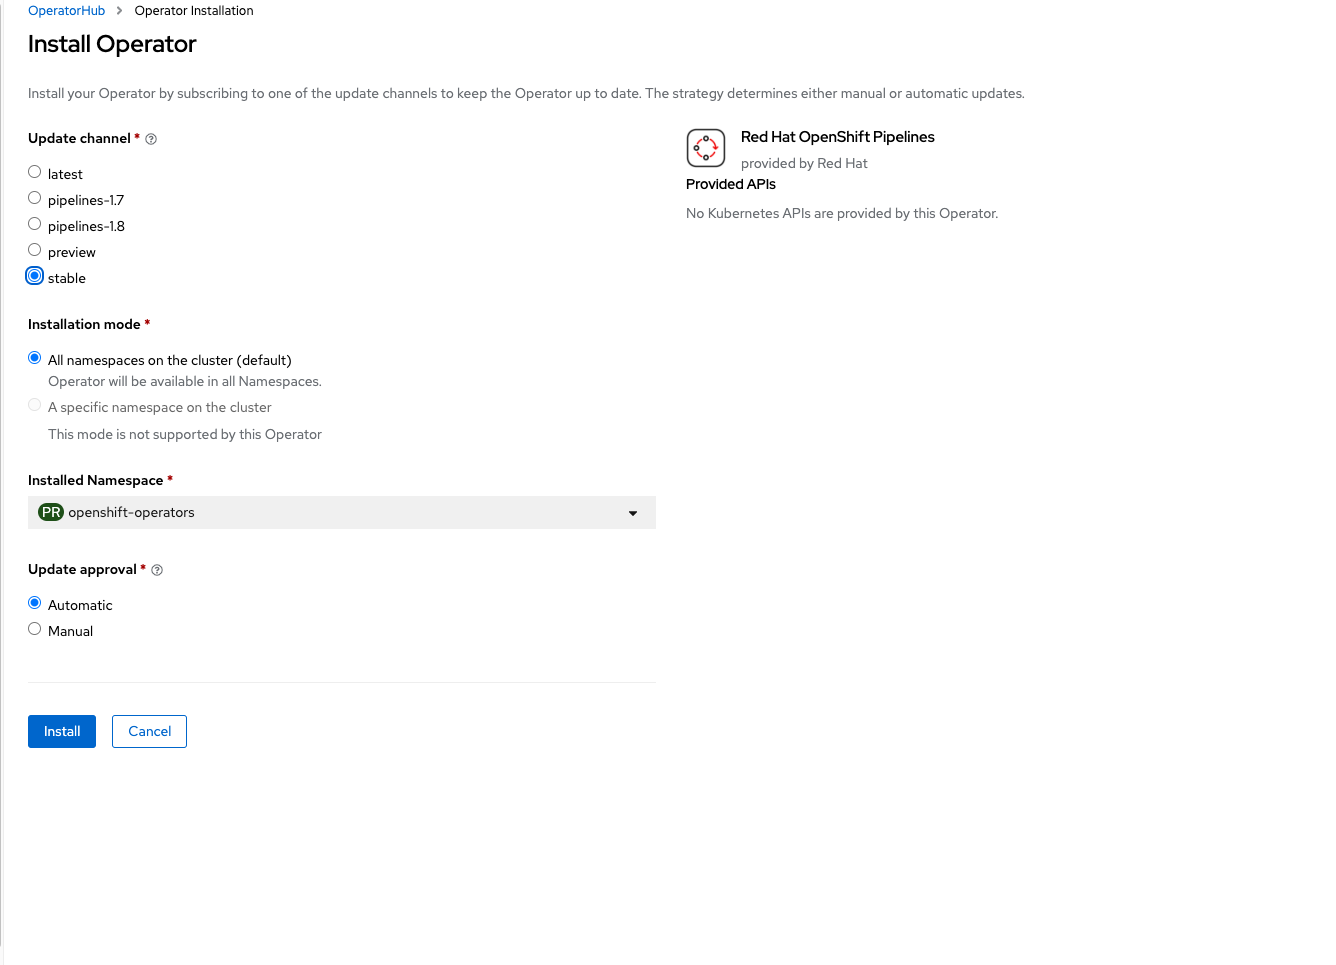 OperatorHub > Operator Installation
Install Operator
Install your Operator by subscribing to one of the update channels to keep the Operator up to date. The strategy determines either manual or automatic updates.
Update channel *
latest
pipelines-1.7
pipelines-1.8
preview
stable
Installation mode *
All namespaces on the cluster (default)
Operator will be available in all Namespaces.
A specific namespace on the cluster
This mode is not supported by this Operator
Installed Namespace *
PR openshift-operators
Update approval *
Automatic
Manual
Install Cancel
Red Hat OpenShift Pipelines
provided by Red Hat
Provided APIs
No Kubernetes APIs are provided by this Operator.